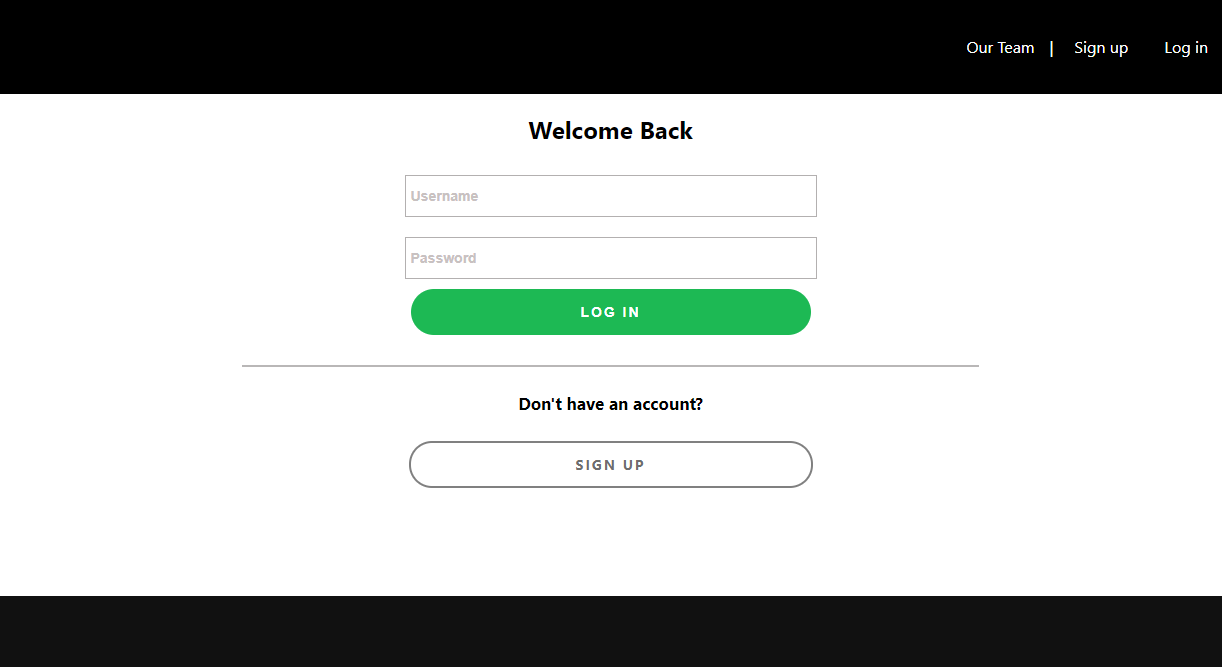 Our Team | Sign up Log in
Welcome Back
Username
Password
LOG IN
Don't have an account?
SIGN UP